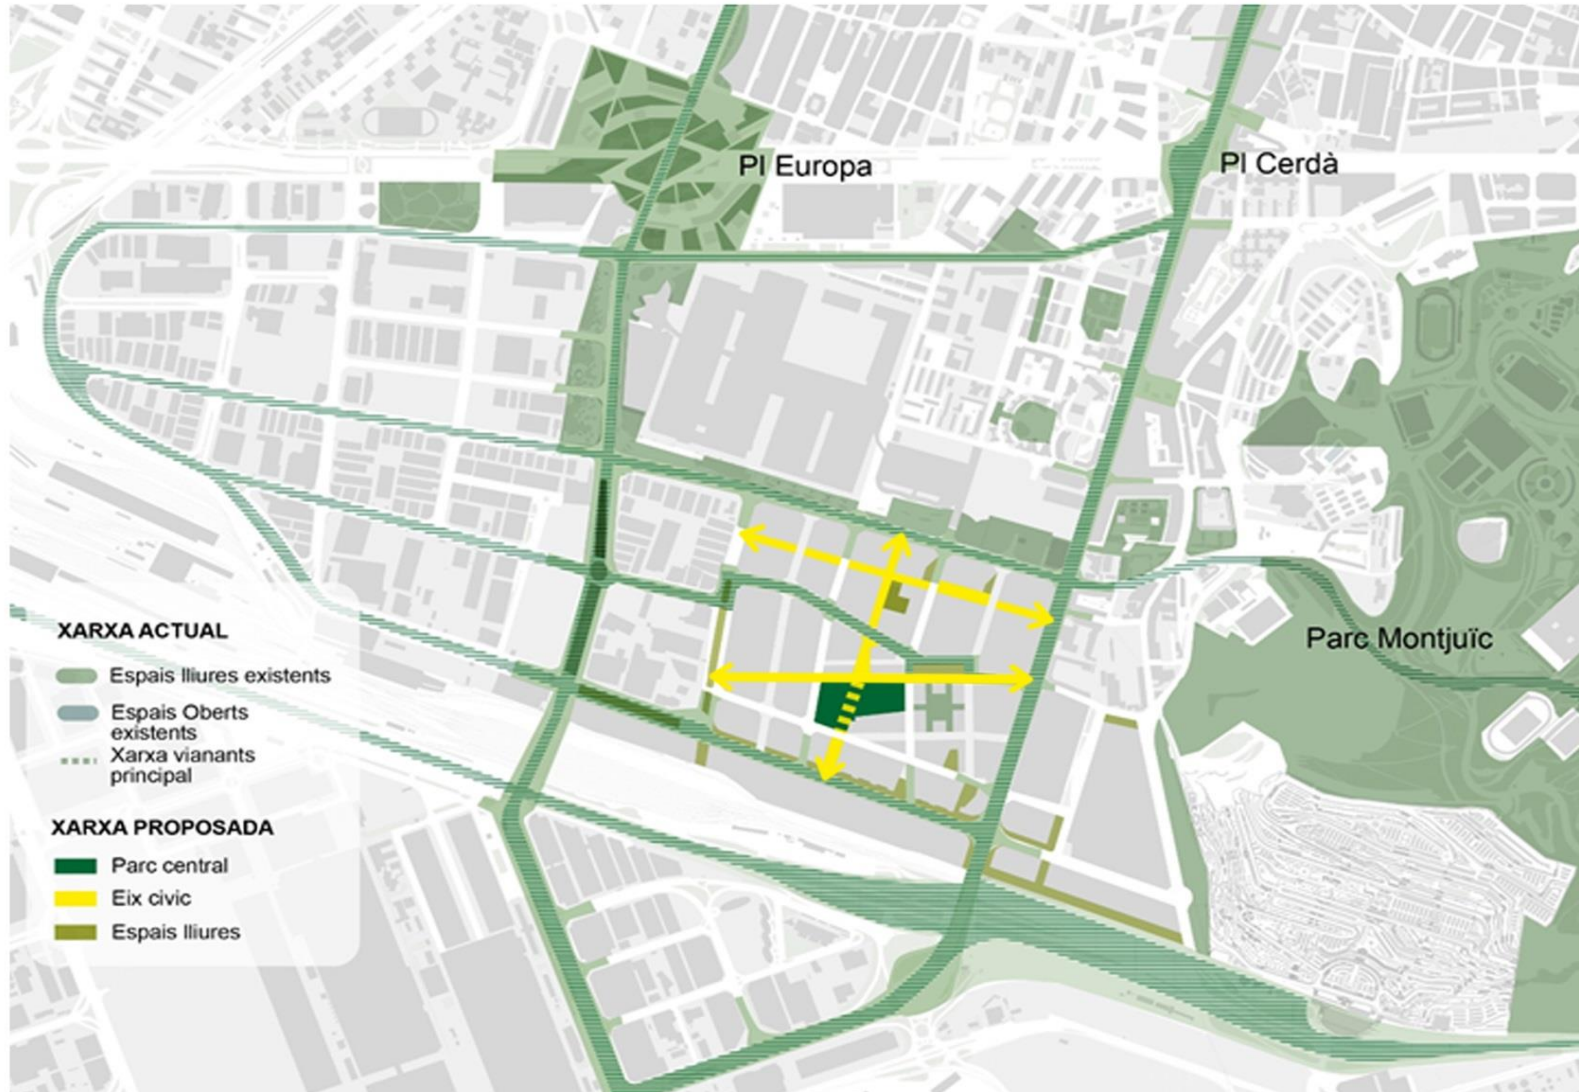 Pl Europa
Pl Cerdà
Parc Montjuïc
XARXA ACTUAL
Espais lliures existents
Espais Oberts
existents
Xarxa vianants
principal
XARXA PROPOSADA
Parc central
Eix civic
Espais lliures